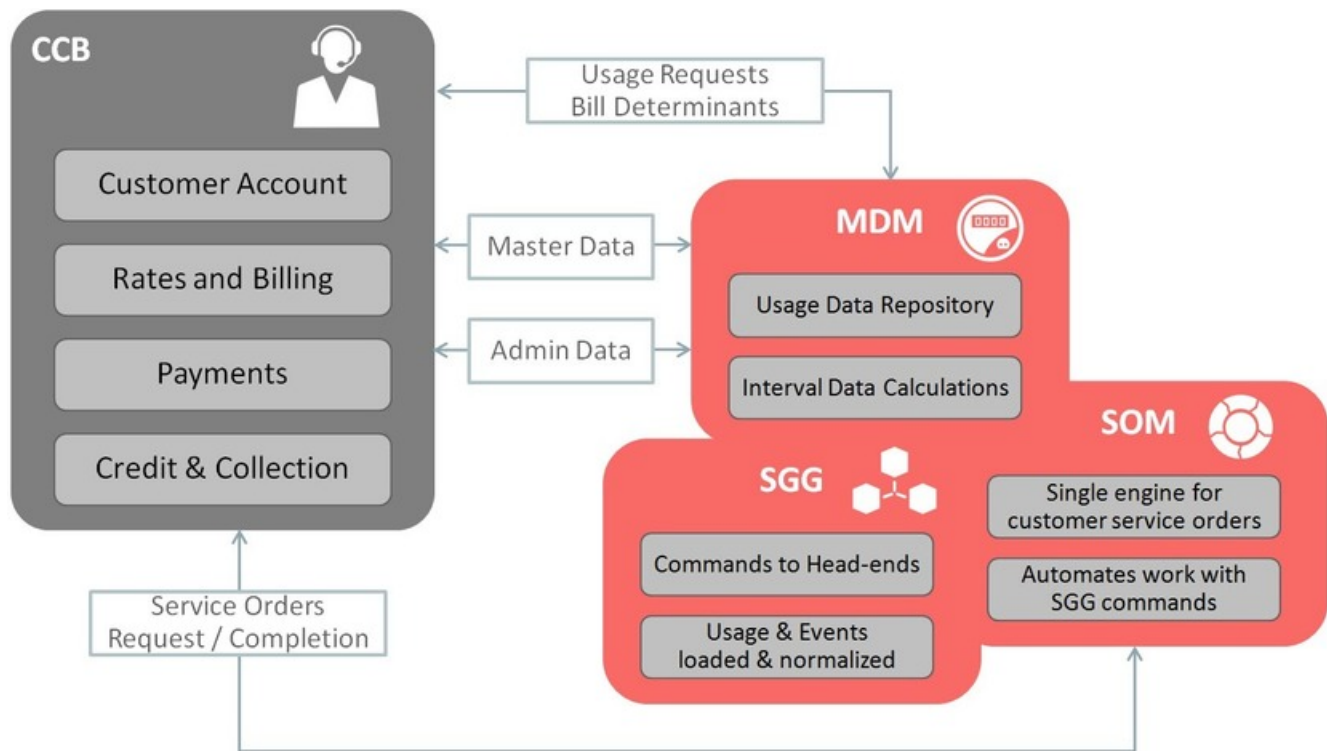 CCB
Customer Account
Rates and Billing
Payments
Credit & Collection
Usage Requests
Bill Determinants
Master Data
Admin Data
Service Orders
Request / Completion
MDM
0000
Usage Data Repository
Interval Data Calculations
SGG
Commands to Head-ends
Usage & Events
loaded & normalized
SOM
Single engine for
customer service orders
Automates work with
SGG commands